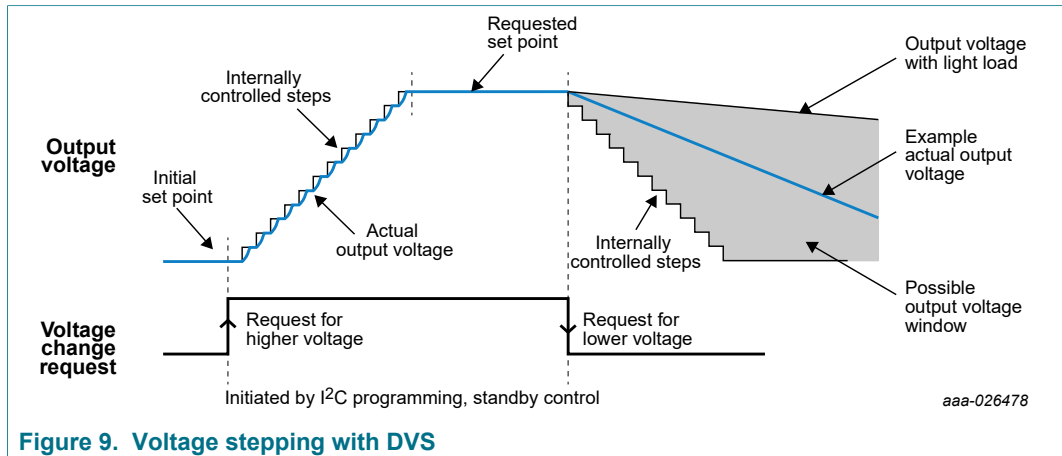 Requested
set point
Output voltage
with light load
Internally
controlled steps
Output
voltage
Example
actual output
voltage
Initial
set point
Actual
output voltage
Internally
controlled steps
Possible
output voltage
window
Voltage
change
request
Request for
higher voltage
Request for
lower voltage
Initiated by I²C programming, standby control
aaa-026478
Figure 9. Voltage stepping with DVS